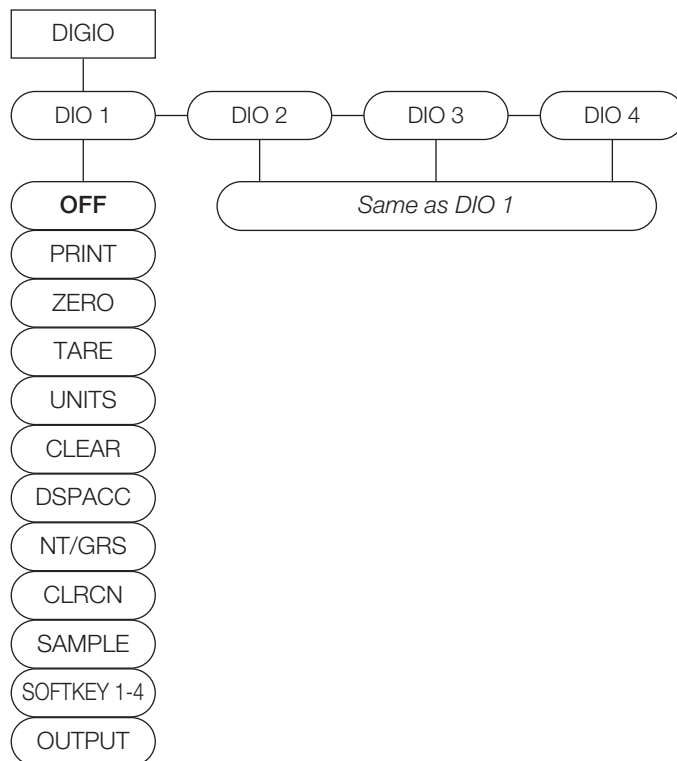 DIGIO
DIO 1
DIO 2
DIO 3
DIO 4
OFF
Same as DIO 1
PRINT
ZERO
TARE
UNITS
CLEAR
DSPACC
NT/GRS
CLRCN
SAMPLE
SOFTKEY 1-4
OUTPUT